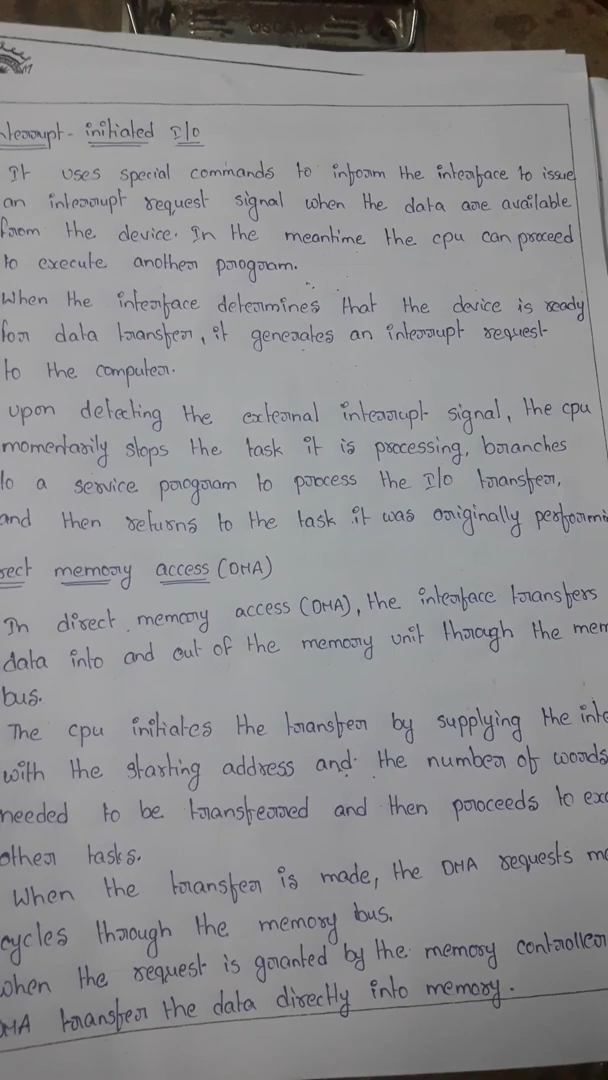 nterrupt - initiated I/o
It uses special commands to inform the interface to issue
an interrupt request signal when the data are available
from the device. In the meantime the cpu can proceed
to execute another program.
When the interface determines that the device is ready
for data transfer, it generates an interrupt request
to the computer.
upon detecting the external interrupt signal, the cpu
momentarily stops the task it is processing, branches
to a service program to process the I/o transfer,
and then returns to the task it was originally performi
rect memory access (DMA)
In direct memory access (DMA), the interface transfers
data into and out of the memory unit through the mem
bus.
The cpu initiates the transfer by supplying the inte
with the starting address and the number of words
needed to be transferred and then proceeds to exe
other tasks.
When the transfer is made, the DMA requests me
cycles through the memory bus.
when the request is granted by the memory controller
DMA transfer the data directly into memory.